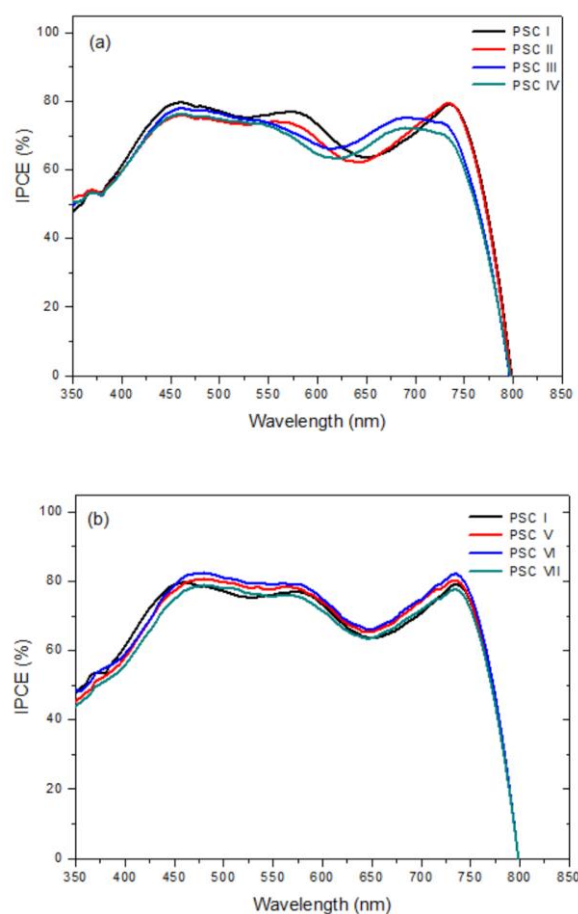 (a)
PSC I
PSC II
PSC III
PSC IV
IPCE (%)
100
80
60
40
20
0
350 400 450 500 550 600 650 700 750 800 850
Wavelength (nm)
(b)
PSC I
PSC V
PSC VI
PSC VII
IPCE (%)
100
80
60
40
20
0
350 400 450 500 550 600 650 700 750 800 850
Wavelength (nm)